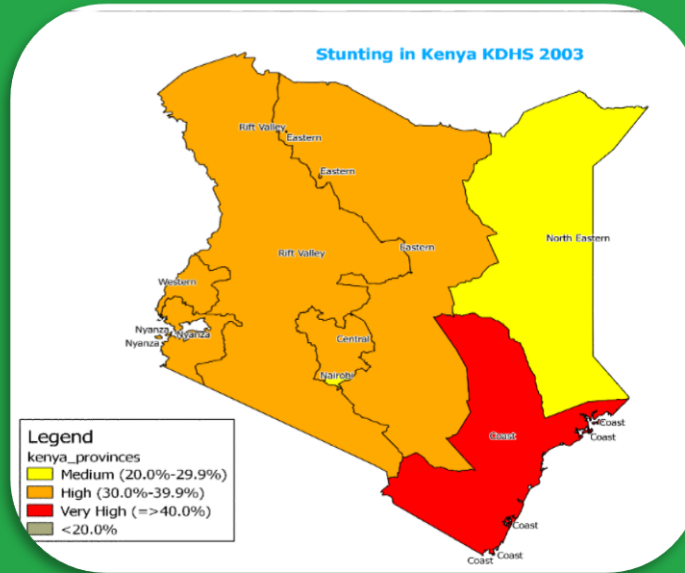 Stunting in Kenya KDHS 2003
Rift Valley
Eastern
Eastern
North Eastern
Eastern
Rift Valley
Western
Nyanza
Nyanza
Nyanza
Central
Nairobi
Coast
Coast
Coast
Coast
Coast
Coast
Legend
kenya_provinces
Medium (20.0%-29.9%)
High (30.0%-39.9%)
Very High (=>40.0%)
<20.0%